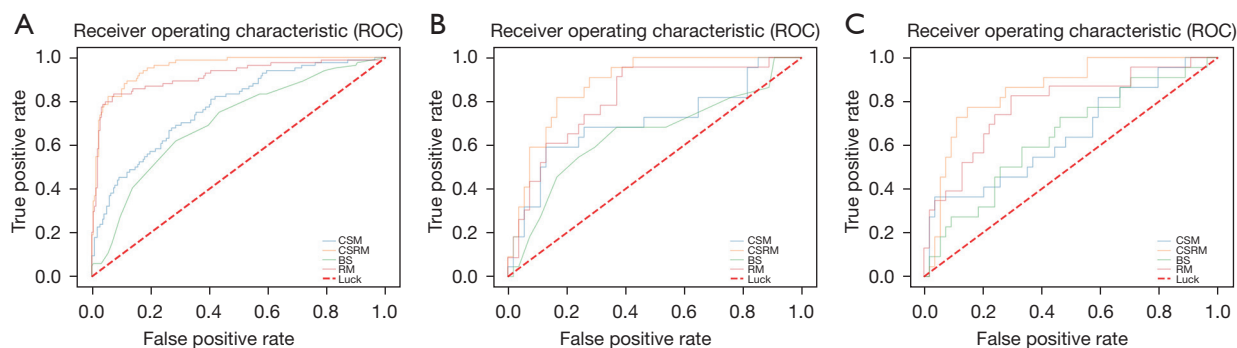 A
Receiver operating characteristic (ROC)
True positive rate
1.0
0.8
0.6
0.4
0.2
0.0
CSM
CSRM
BS
RM
Luck
0.0 0.2 0.4 0.6 0.8 1.0
False positive rate
B
Receiver operating characteristic (ROC)
True positive rate
1.0
0.8
0.6
0.4
0.2
0.0
CSM
CSRM
BS
RM
Luck
0.0 0.2 0.4 0.6 0.8 1.0
False positive rate
C
Receiver operating characteristic (ROC)
True positive rate
1.0
0.8
0.6
0.4
0.2
0.0
CSM
CSRM
BS
RM
Luck
0.0 0.2 0.4 0.6 0.8 1.0
False positive rate